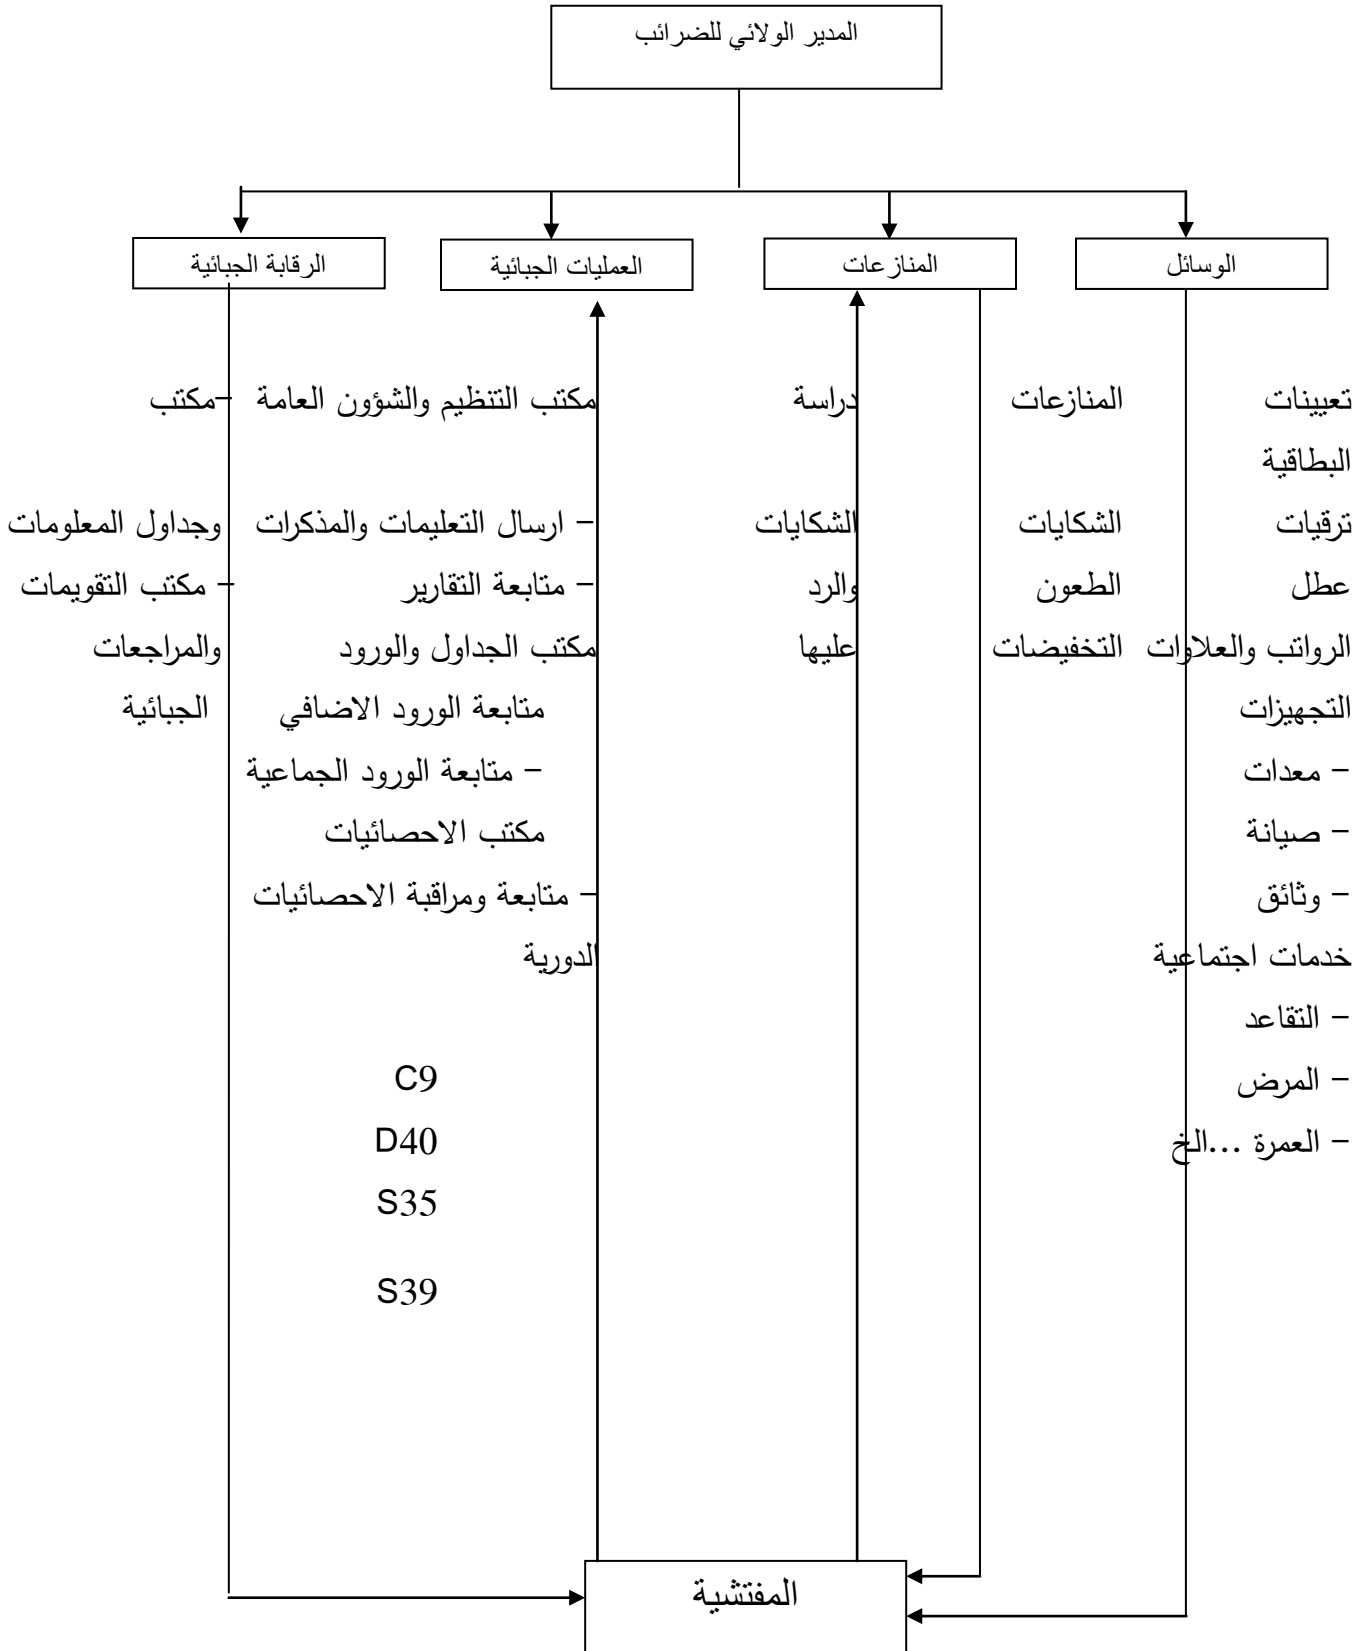 المدير الولائي للضرائب
الوسائل
المنازعات
العمليات الجبائية
الرقابة الجبائية
تعيينات المنازعات دراسة مكتب التنظيم والشؤون العامة -مكتب
البطاقية
ترقيات الشكايات الشكايات - ارسال التعليمات والمذكرات وجداول المعلومات
عطل الطعون والرد - متابعة التقارير - مكتب التقويمات
الرواتب والعلاوات التخفيضات عليها مكتب الجداول والورود والمراجعات
التجهيزات متابعة الورود الاضافي الجبائية
- معدات - متابعة الورود الجماعية
- صيانة مكتب الاحصائيات
- وثائق - متابعة ومراقبة الاحصائيات
خدمات اجتماعية الدورية
- التقاعد
- المرض C9
- العمرة ...الخ D40
S35
S39
المفتشية